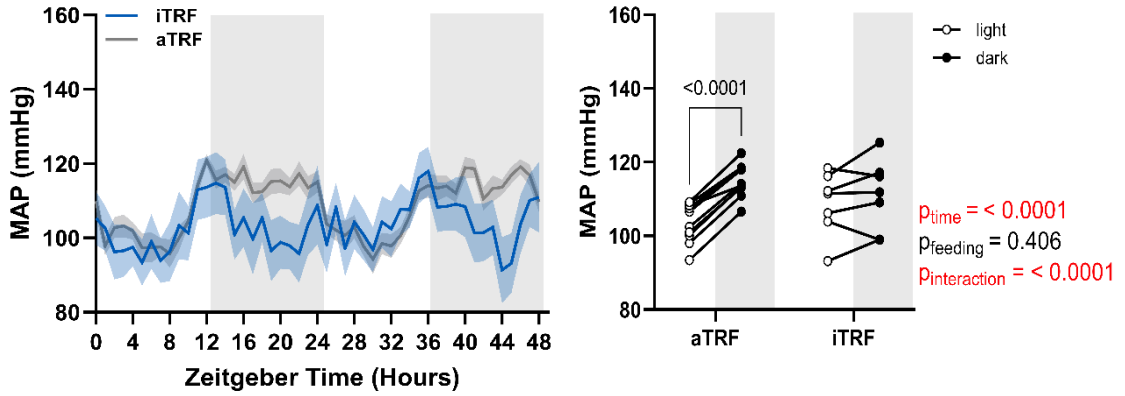 iTRF
aTRF
MAP (mmHg)
160
140
120
100
80
0 4 8 12 16 20 24 28 32 36 40 44 48
Zeitgeber Time (Hours)
MAP (mmHg)
160
140
120
100
80
<0.0001
aTRF iTRF
light
dark
ptime = < 0.0001
pfeeding = 0.406
pinteraction = < 0.0001